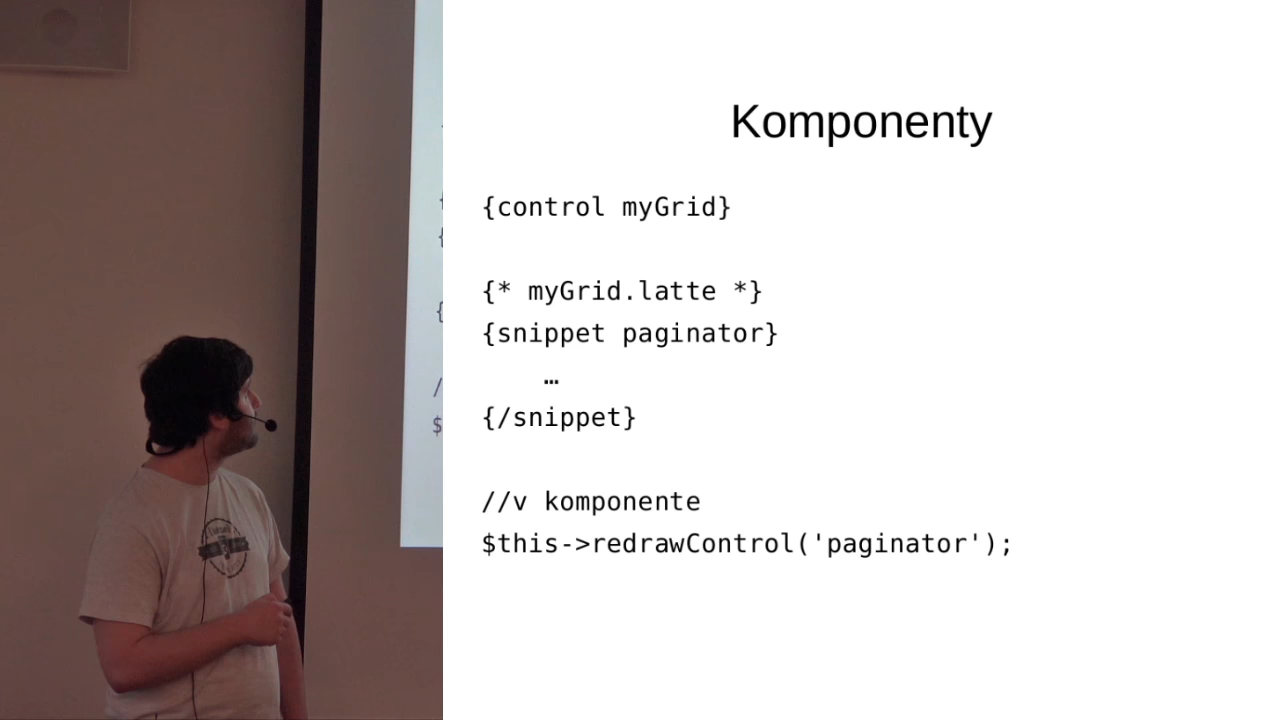 Komponenty
{control myGrid}
{* myGrid.latte *}
{snippet paginator}
…
{/snippet}
//v komponente
$this->redrawControl('paginator');